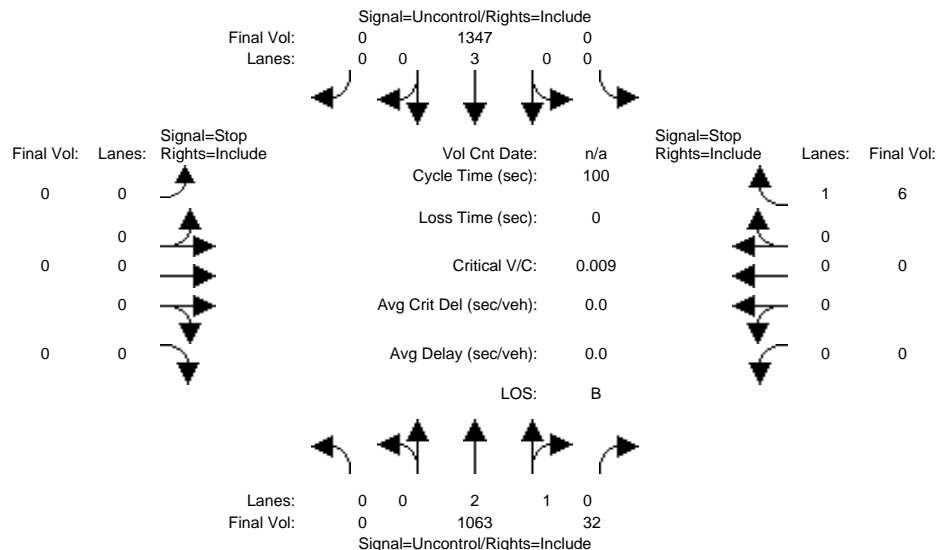 Signal=Uncontrol/Rights=Include
Final Vol: 0 1347 0
Lanes: 0 0 3 0 0
Signal=Stop Signal=Stop
Final Vol: Lanes: Rights=Include Vol Cnt Date: n/a Rights=Include Lanes: Final Vol:
Cycle Time (sec): 100
0 0 1 6
Loss Time (sec): 0
0 0
0 0 Critical V/C: 0.009 0 0
0 Avg Crit Del (sec/veh): 0.0 0
0 0 Avg Delay (sec/veh): 0.0 0 0
LOS: B
Lanes: 0 0 2 1 0
Final Vol: 0 1063 32
Signal=Uncontrol/Rights=Include